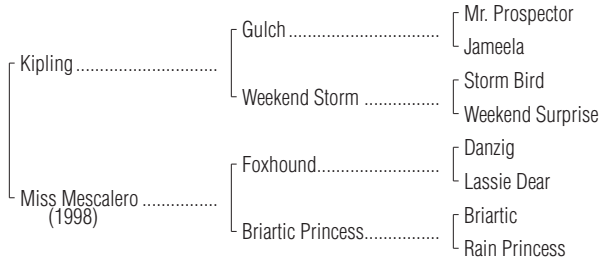 Mr. Prospector
Gulch
Jameela
Kipling
Storm Bird
Weekend Storm
Weekend Surprise
Danzig
Foxhound
Lassie Dear
Miss Mescalero
(1998)
Briartic
Briartic Princess
Rain Princess